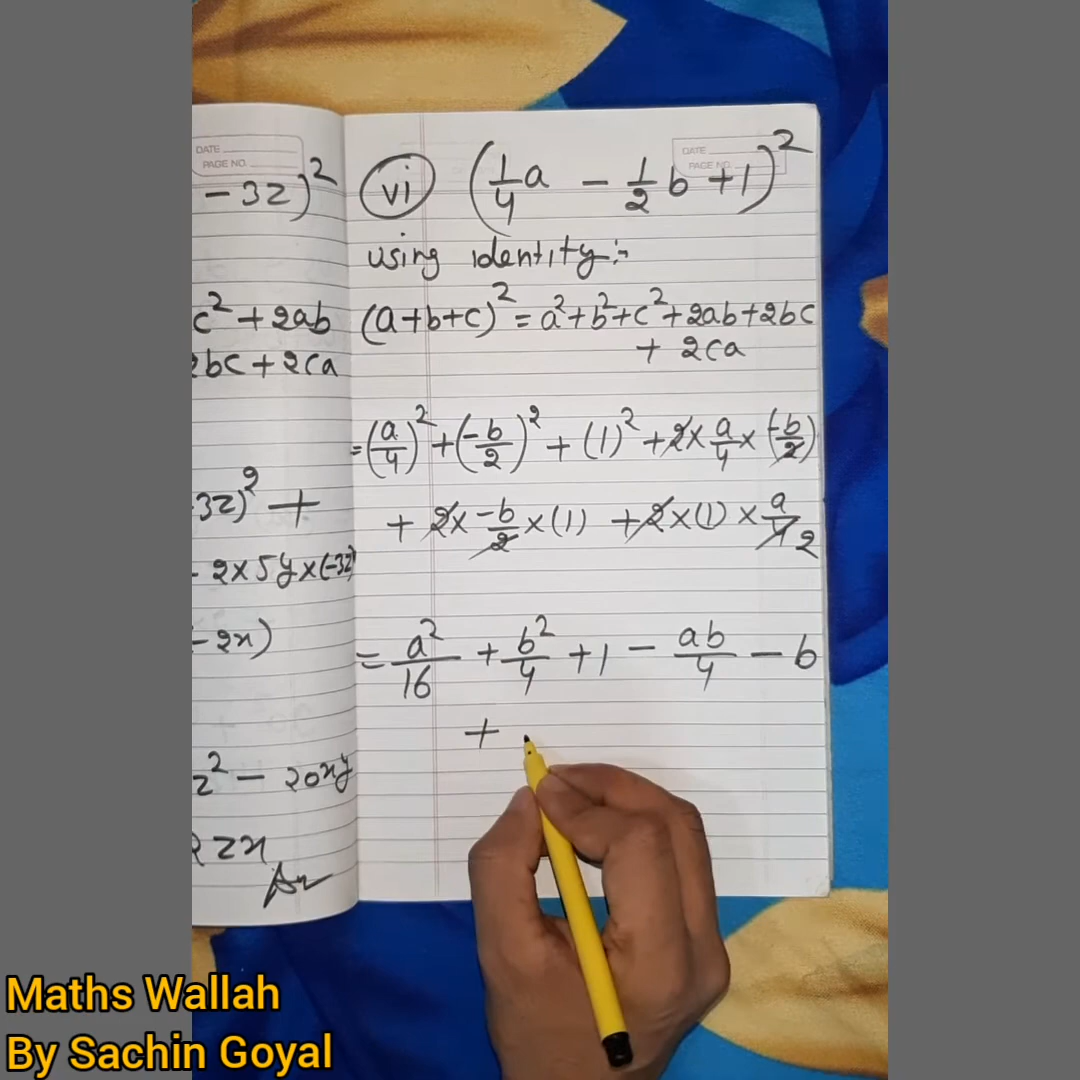 DATE
PAGE NO.
- 3z)²
c² + 2ab
2bc + 2ca
3z)² +
- 2 × 5y × (-3z)
- 2x)
z² - 20xy
2zx
Ans
DATE
PAGE NO.
(vi) (1/4 a - 1/2 b + 1)²
using identity:-
(a+b+c)² = a² + b² + c² + 2ab + 2bc
+ 2ca
= (a/4)² + (-b/2)² + (1)² + 2 × a/4 × (-b/2)
+ 2 × -b/2 × (1) + 2 × (1) × a/4 2
= a²/16 + b²/4 + 1 - ab/4 - b
+
Maths Wallah
By Sachin Goyal